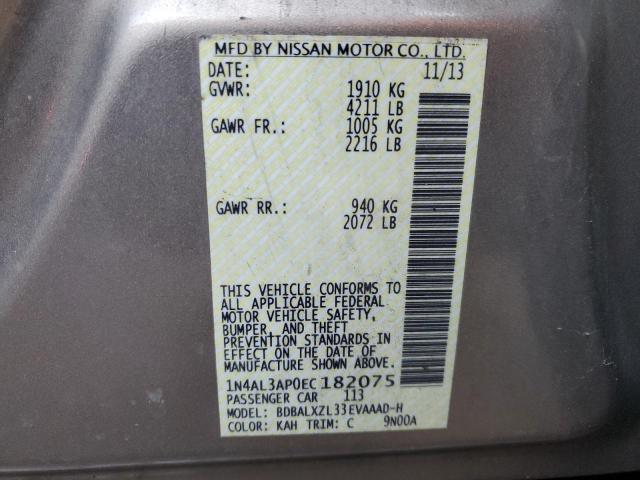 MFD BY NISSAN MOTOR CO., LTD.
DATE: 11/13
GVWR: 1910 KG
4211 LB
GAWR FR.: 1005 KG
2216 LB
GAWR RR.: 940 KG
2072 LB
THIS VEHICLE CONFORMS TO
ALL APPLICABLE FEDERAL
MOTOR VEHICLE SAFETY,
BUMPER, AND THEFT
PREVENTION STANDARDS IN
EFFECT ON THE DATE OF
MANUFACTURE SHOWN ABOVE.
1N4AL3AP0EC182075
PASSENGER CAR 113
MODEL: BDBALXZL33EVAAAD-H
COLOR: KAH TRIM: C 9N00A